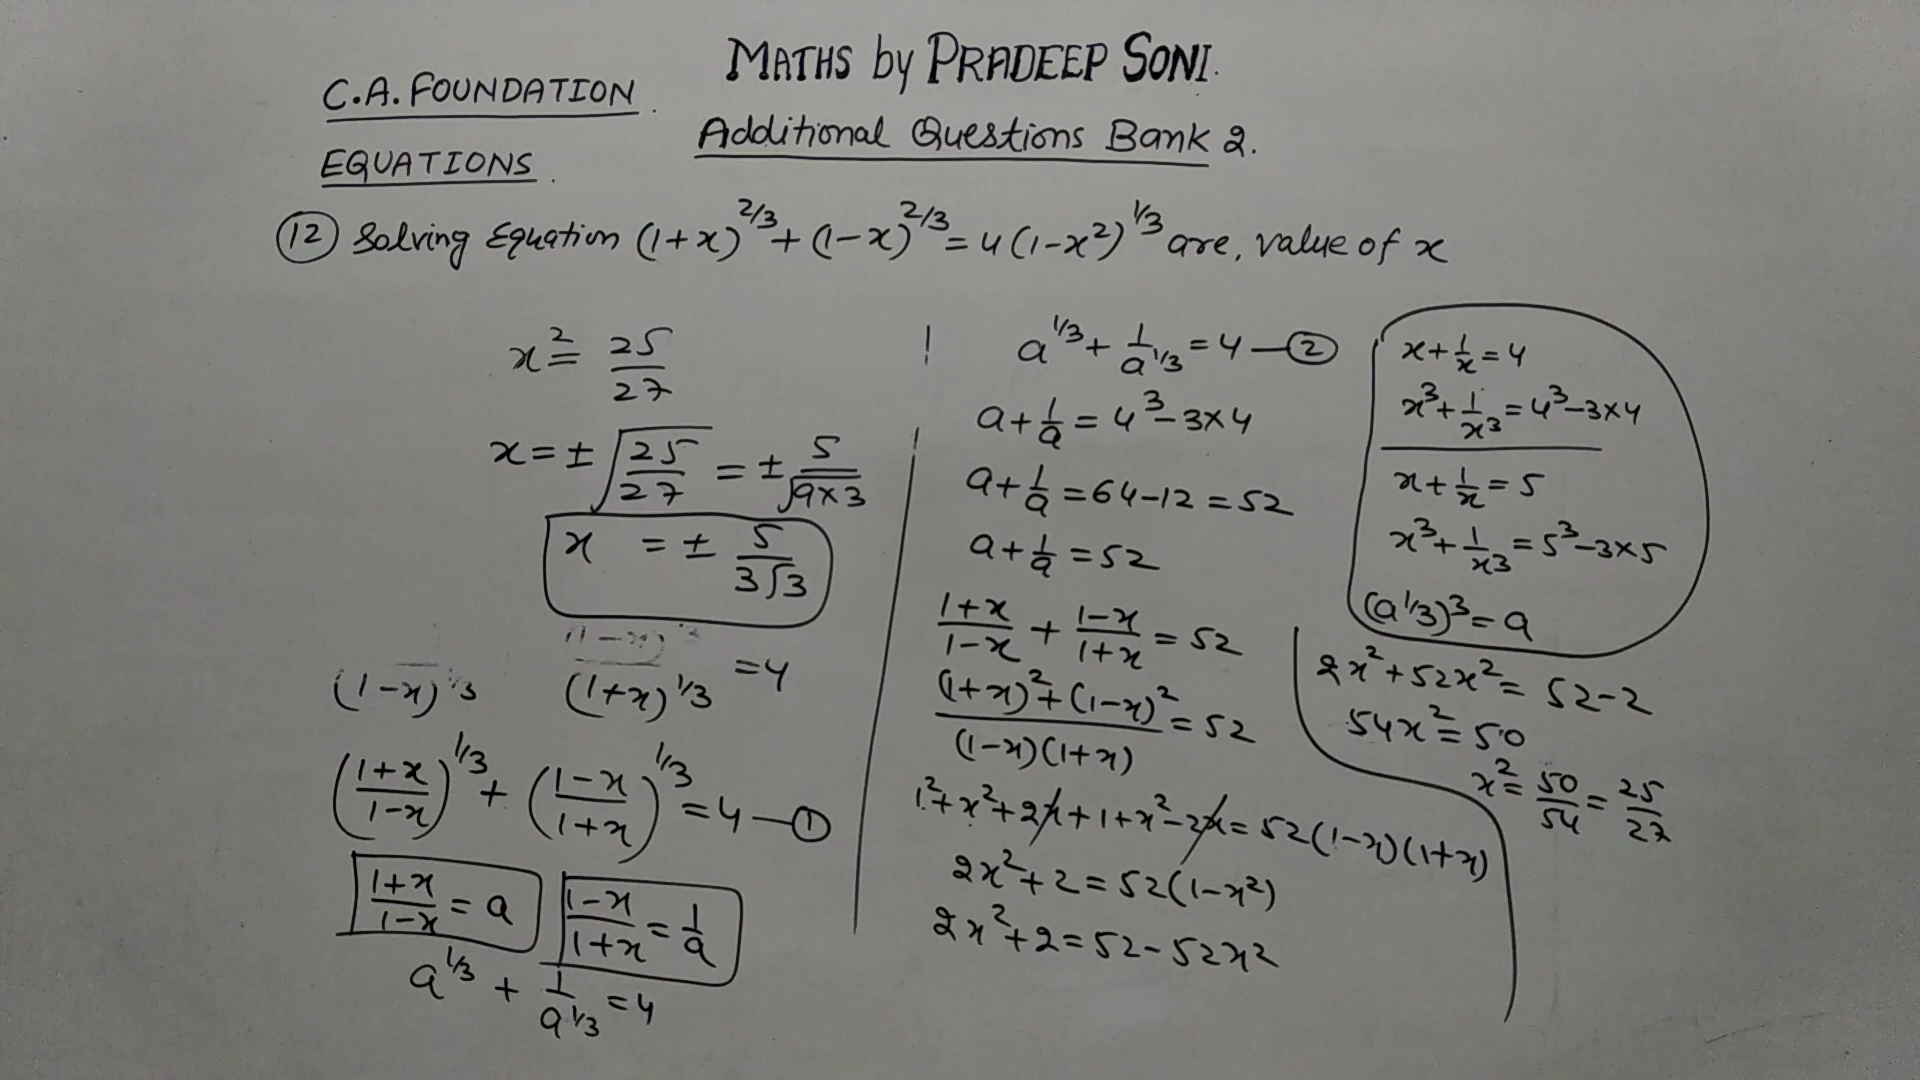 MATHS by PRADEEP SONI.
C.A. FOUNDATION.
Additional Questions Bank 2.
EQUATIONS.
(12) Solving Equation (1+x)^2/3 + (1-x)^2/3 = 4(1-x²)^1/3 are, value of x
x² = 25/27
x = ± √(25/27) = ± 5/√(9×3)
x = ± 5/(3√3)
(1-x)^1/3 (1+x)^1/3 = 4
((1+x)/(1-x))^1/3 + ((1-x)/(1+x))^1/3 = 4 — (1)
(1+x)/(1-x) = a
(1-x)/(1+x) = 1/a
a^1/3 + 1/a^1/3 = 4
a^1/3 + 1/a^1/3 = 4 — (2)
a + 1/a = 4³ - 3×4
a + 1/a = 64-12 = 52
a + 1/a = 52
(1+x)/(1-x) + (1-x)/(1+x) = 52
((1+x)² + (1-x)²)/((1-x)(1+x)) = 52
1² + x² + 2x + 1 + x² - 2x = 52(1-x)(1+x)
2x² + 2 = 52(1-x²)
2x² + 2 = 52 - 52x²
x + 1/x = 4
x³ + 1/x³ = 4³ - 3×4
x + 1/x = 5
x³ + 1/x³ = 5³ - 3×5
(a^1/3)³ = a
2x² + 52x² = 52-2
54x² = 50
x² = 50/54 = 25/27